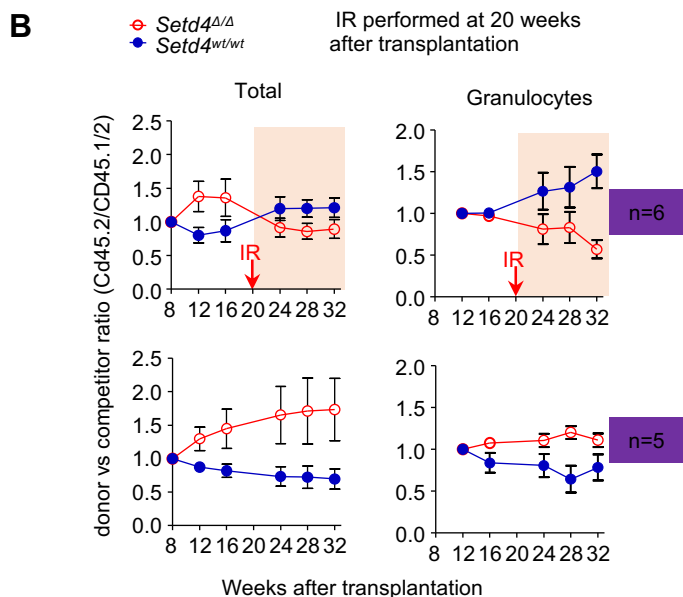 B
Setd4Δ/Δ
Setd4wt/wt
IR performed at 20 weeks
after transplantation
donor vs competitor ratio (Cd45.2/CD45.1/2)
Total
2.5
2.0
1.5
1.0
0.5
0.0
IR
8 12 16 20 24 28 32
Granulocytes
2.0
1.5
1.0
0.5
0.0
IR
8 12 16 20 24 28 32
n=6
2.5
2.0
1.5
1.0
0.5
0.0
8 12 16 20 24 28 32
2.0
1.5
1.0
0.5
0.0
8 12 16 20 24 28 32
n=5
Weeks after transplantation